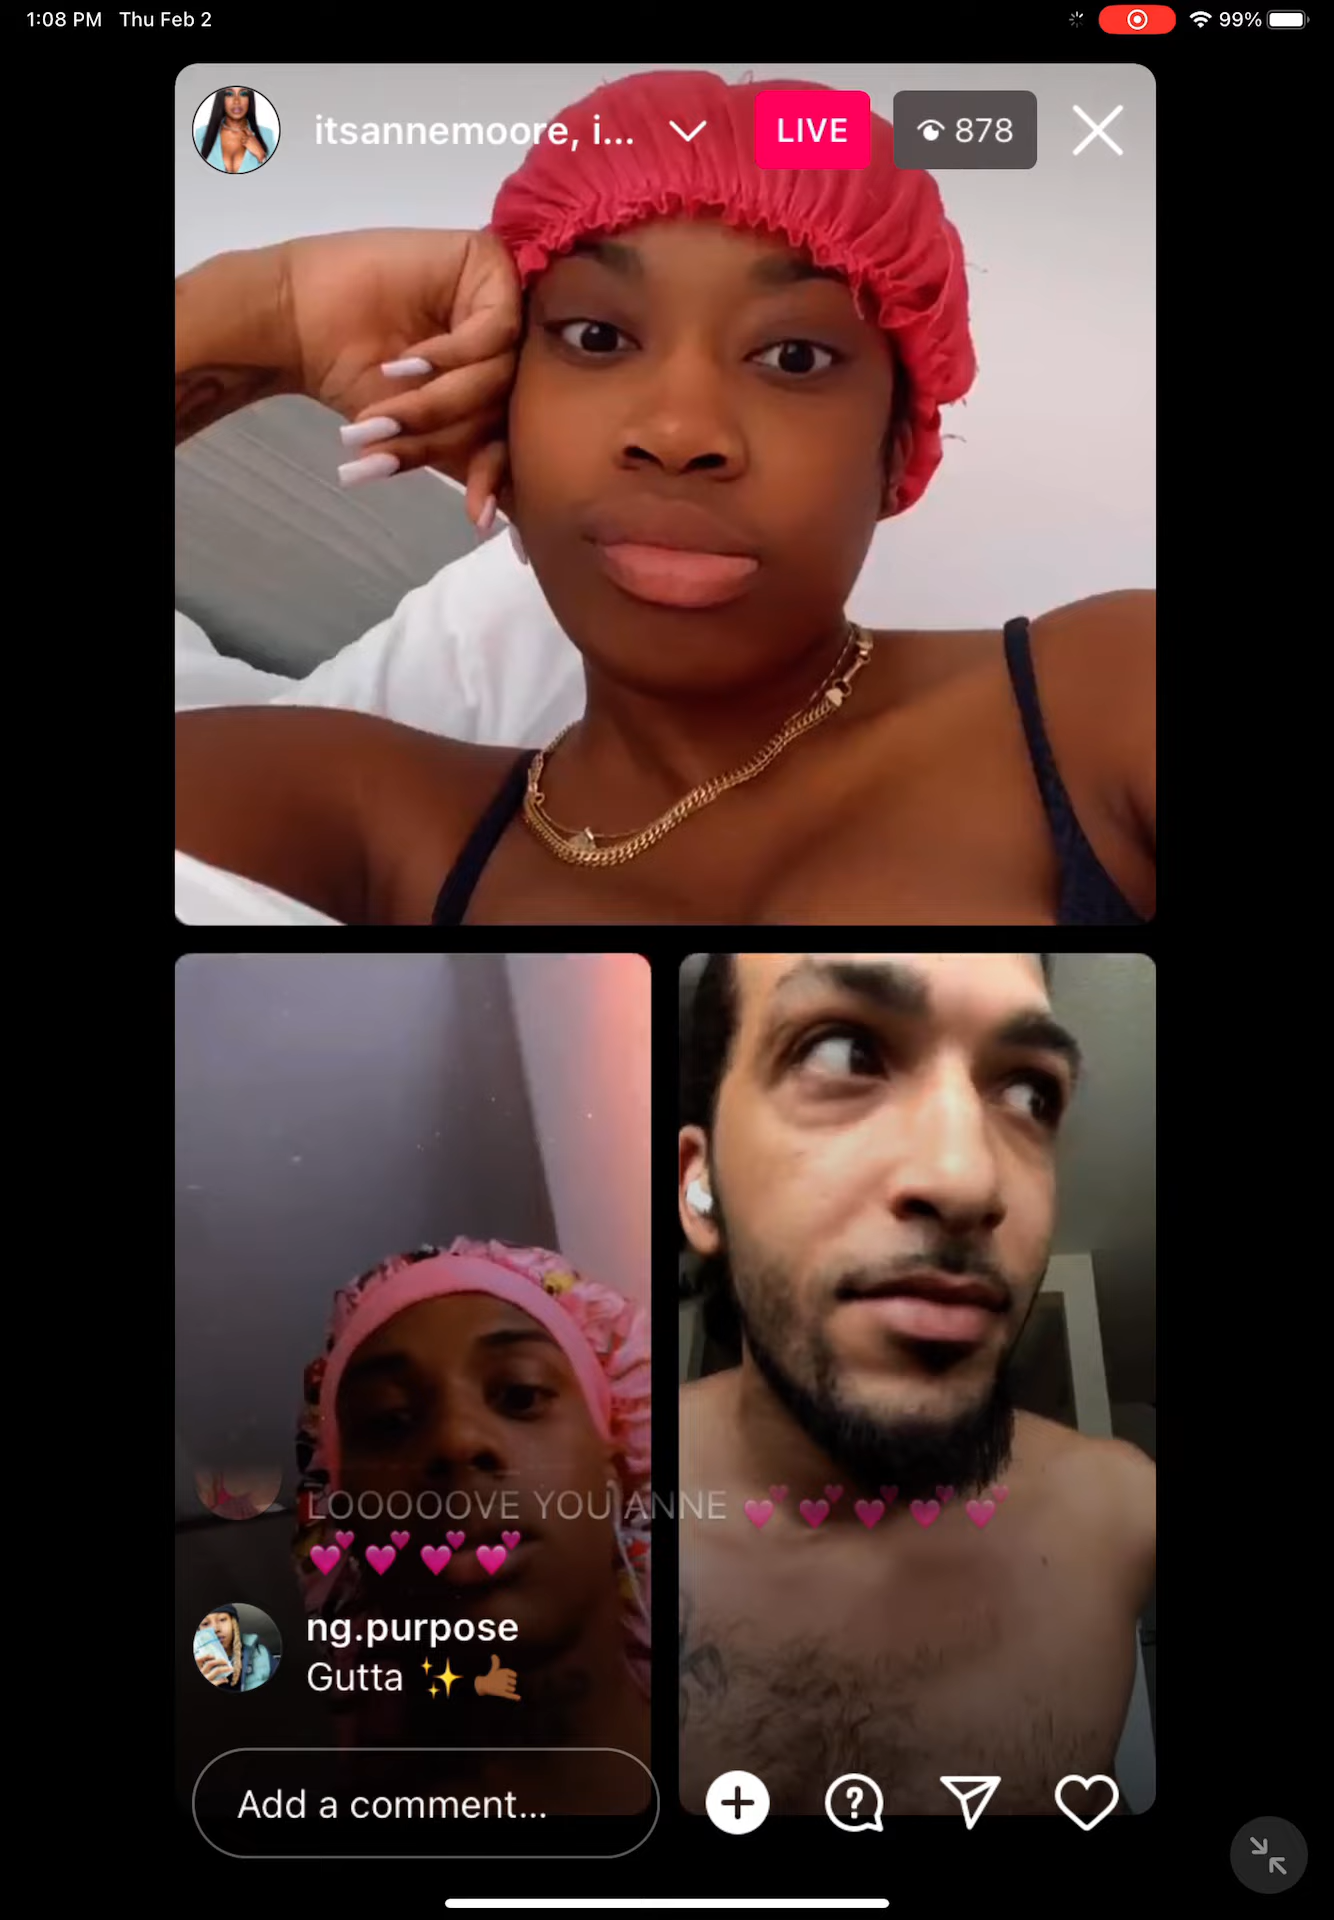 1:08 PM Thu Feb 2
99%
itsannemoore, i...
LIVE
878
LOOOOOVE YOU ANNE 💕💕💕💕💕
💕💕💕💕
ng.purpose
Gutta ✨🤙🏾
Add a comment...